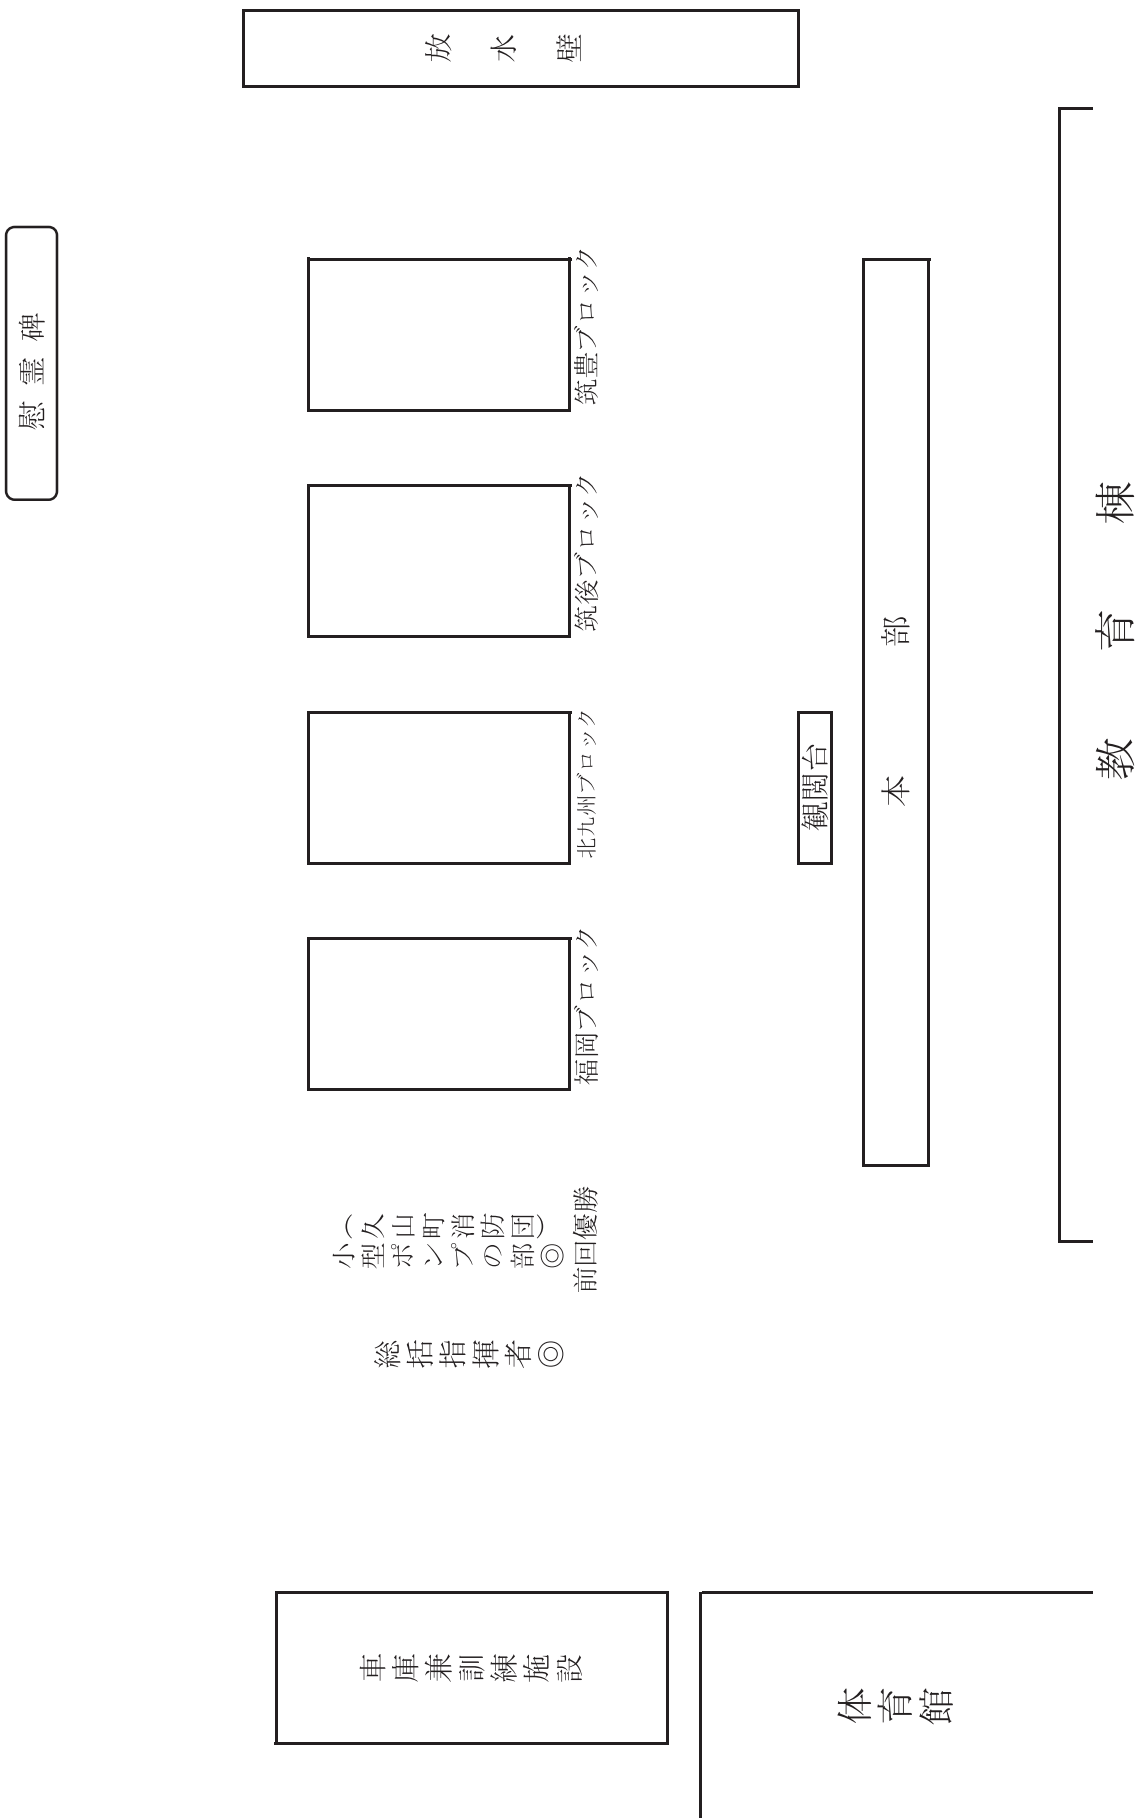 放水壁
慰霊碑
筑豊ブロック
筑後ブロック
北九州ブロック
福岡ブロック
観閲台
本部
教育棟
小型ポンプの部◎
(久山町消防団)
前回優勝
総括指揮者◎
車庫兼訓練施設
体育館